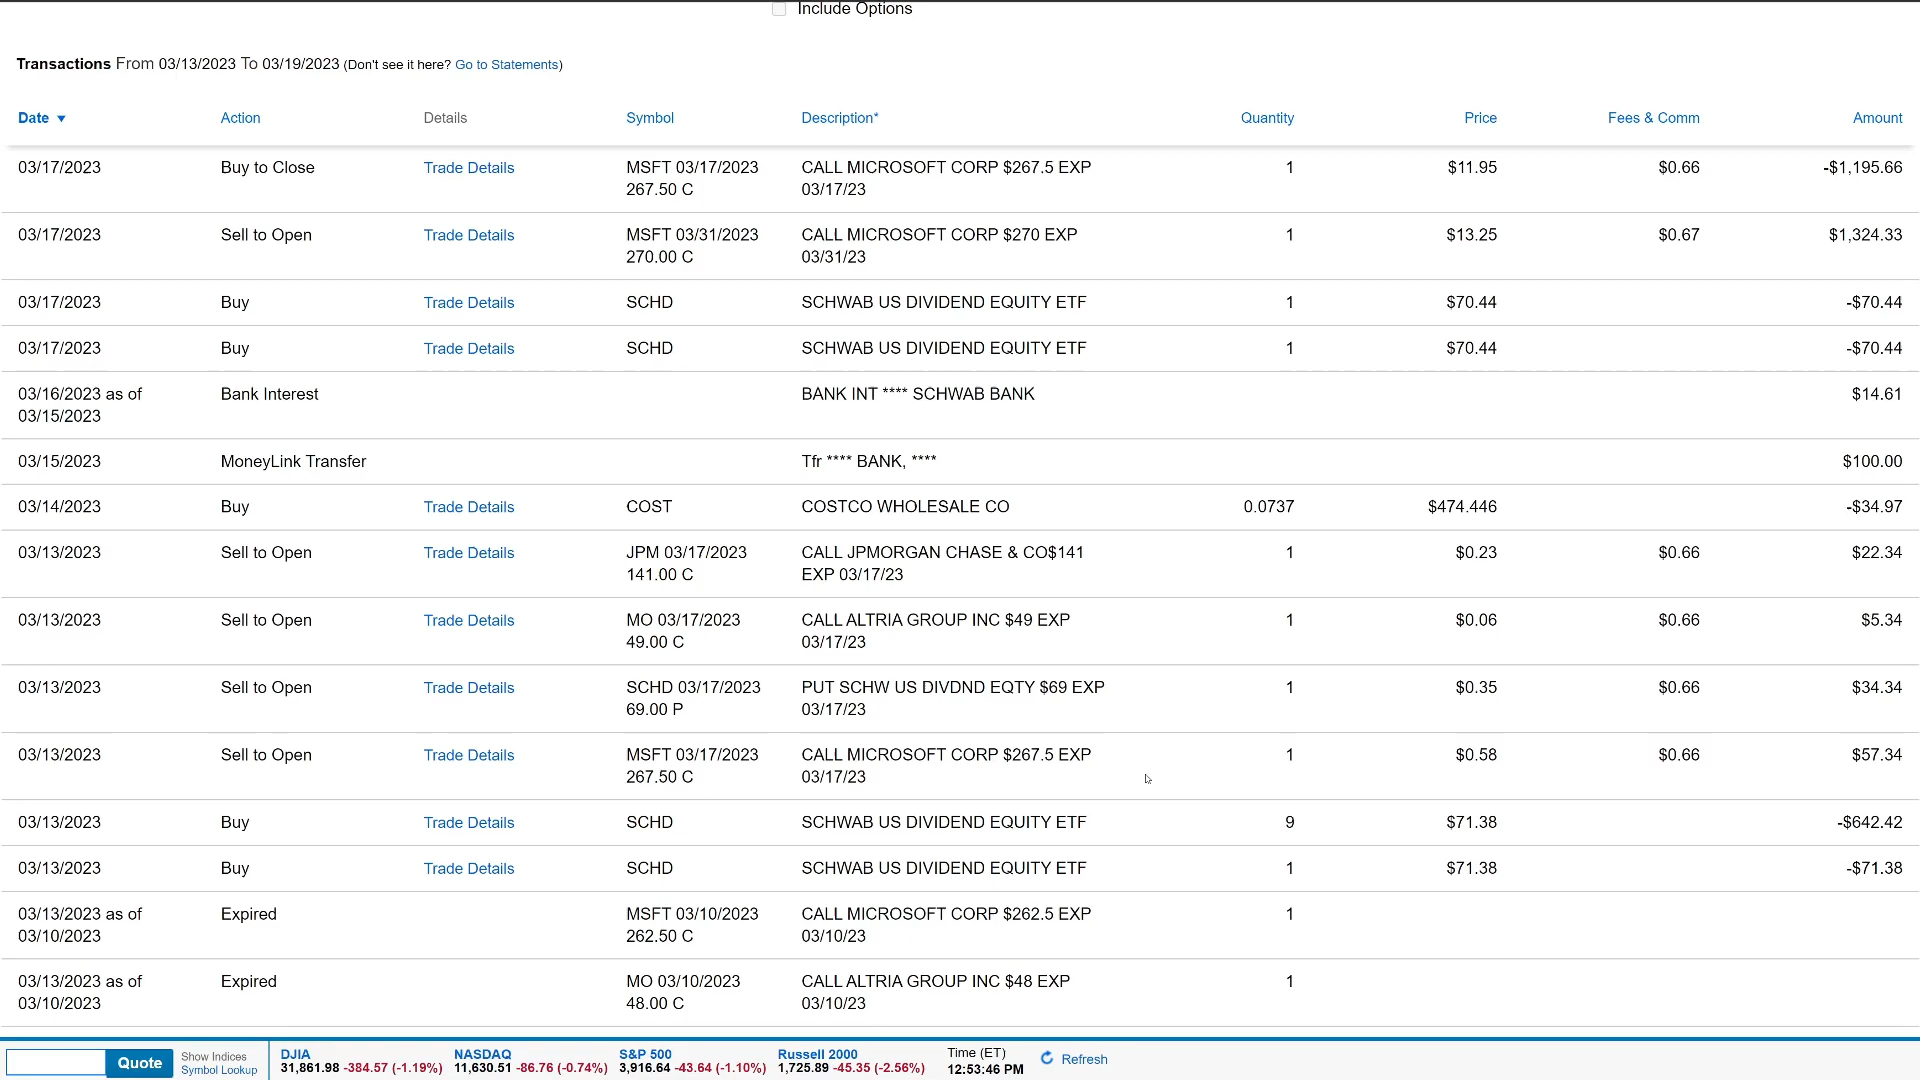 Include Options
Transactions From 03/13/2023 To 03/19/2023 (Don't see it here? Go to Statements)
Date ▼ Action Details Symbol Description* Quantity Price Fees & Comm Amount
03/17/2023 Buy to Close Trade Details MSFT 03/17/2023 CALL MICROSOFT CORP $267.5 EXP 1 $11.95 $0.66 -$1,195.66
267.50 C 03/17/23
03/17/2023 Sell to Open Trade Details MSFT 03/31/2023 CALL MICROSOFT CORP $270 EXP 1 $13.25 $0.67 $1,324.33
270.00 C 03/31/23
03/17/2023 Buy Trade Details SCHD SCHWAB US DIVIDEND EQUITY ETF 1 $70.44 -$70.44
03/17/2023 Buy Trade Details SCHD SCHWAB US DIVIDEND EQUITY ETF 1 $70.44 -$70.44
03/16/2023 as of Bank Interest BANK INT **** SCHWAB BANK $14.61
03/15/2023
03/15/2023 MoneyLink Transfer Tfr **** BANK, **** $100.00
03/14/2023 Buy Trade Details COST COSTCO WHOLESALE CO 0.0737 $474.446 -$34.97
03/13/2023 Sell to Open Trade Details JPM 03/17/2023 CALL JPMORGAN CHASE & CO$141 1 $0.23 $0.66 $22.34
141.00 C EXP 03/17/23
03/13/2023 Sell to Open Trade Details MO 03/17/2023 CALL ALTRIA GROUP INC $49 EXP 1 $0.06 $0.66 $5.34
49.00 C 03/17/23
03/13/2023 Sell to Open Trade Details SCHD 03/17/2023 PUT SCHW US DIVDND EQTY $69 EXP 1 $0.35 $0.66 $34.34
69.00 P 03/17/23
03/13/2023 Sell to Open Trade Details MSFT 03/17/2023 CALL MICROSOFT CORP $267.5 EXP 1 $0.58 $0.66 $57.34
267.50 C 03/17/23
03/13/2023 Buy Trade Details SCHD SCHWAB US DIVIDEND EQUITY ETF 9 $71.38 -$642.42
03/13/2023 Buy Trade Details SCHD SCHWAB US DIVIDEND EQUITY ETF 1 $71.38 -$71.38
03/13/2023 as of Expired MSFT 03/10/2023 CALL MICROSOFT CORP $262.5 EXP 1
03/10/2023 262.50 C 03/10/23
03/13/2023 as of Expired MO 03/10/2023 CALL ALTRIA GROUP INC $48 EXP 1
03/10/2023 48.00 C 03/10/23
Quote Show Indices DJIA NASDAQ S&P 500 Russell 2000 Time (ET) Refresh
Symbol Lookup 31,861.98 -384.57 (-1.19%) 11,630.51 -86.76 (-0.74%) 3,916.64 -43.64 (-1.10%) 1,725.89 -45.35 (-2.56%) 12:53:46 PM